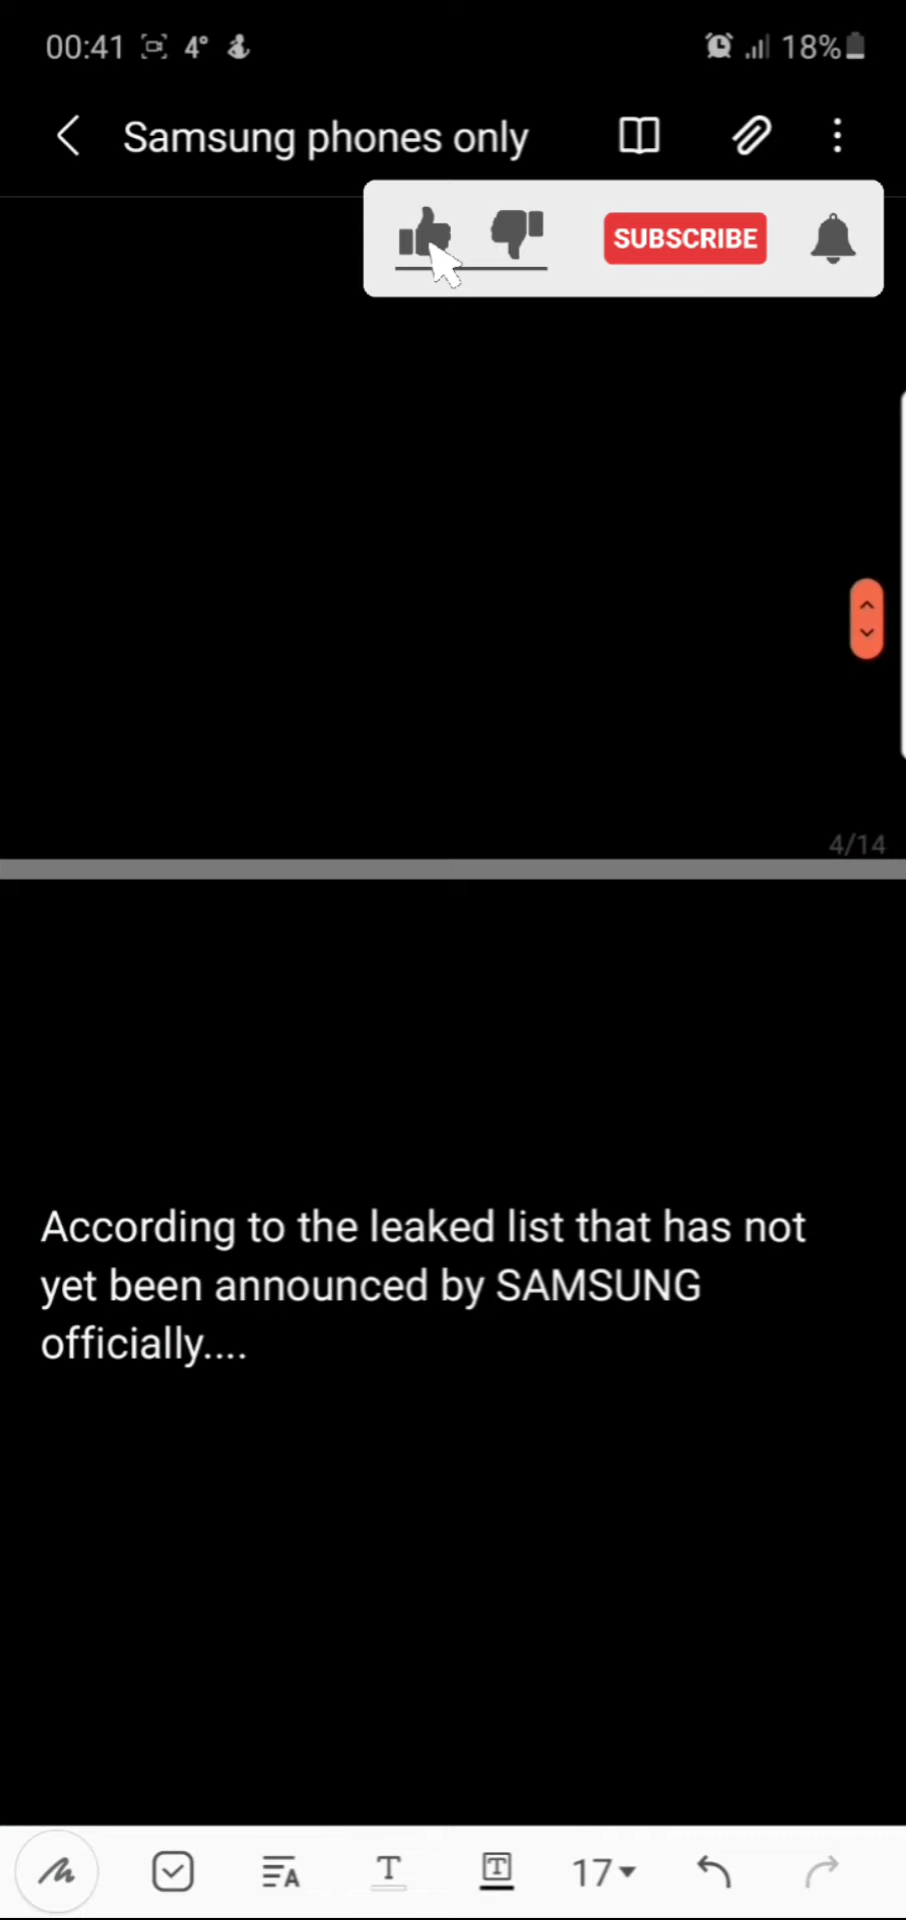 00:41 4° 18%
Samsung phones only
SUBSCRIBE
4/14
According to the leaked list that has not
yet been announced by SAMSUNG
officially....
A T T 17